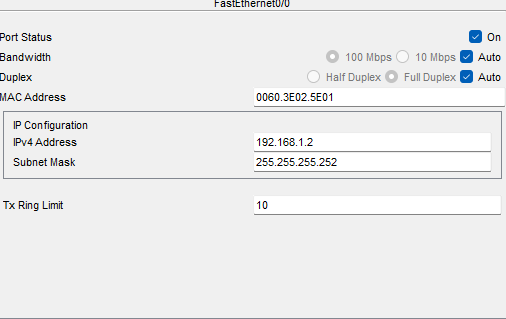 FastEthernet0/0
Port Status On
Bandwidth 100 Mbps 10 Mbps Auto
Duplex Half Duplex Full Duplex Auto
MAC Address 0060.3E02.5E01
IP Configuration
IPv4 Address 192.168.1.2
Subnet Mask 255.255.255.252
Tx Ring Limit 10